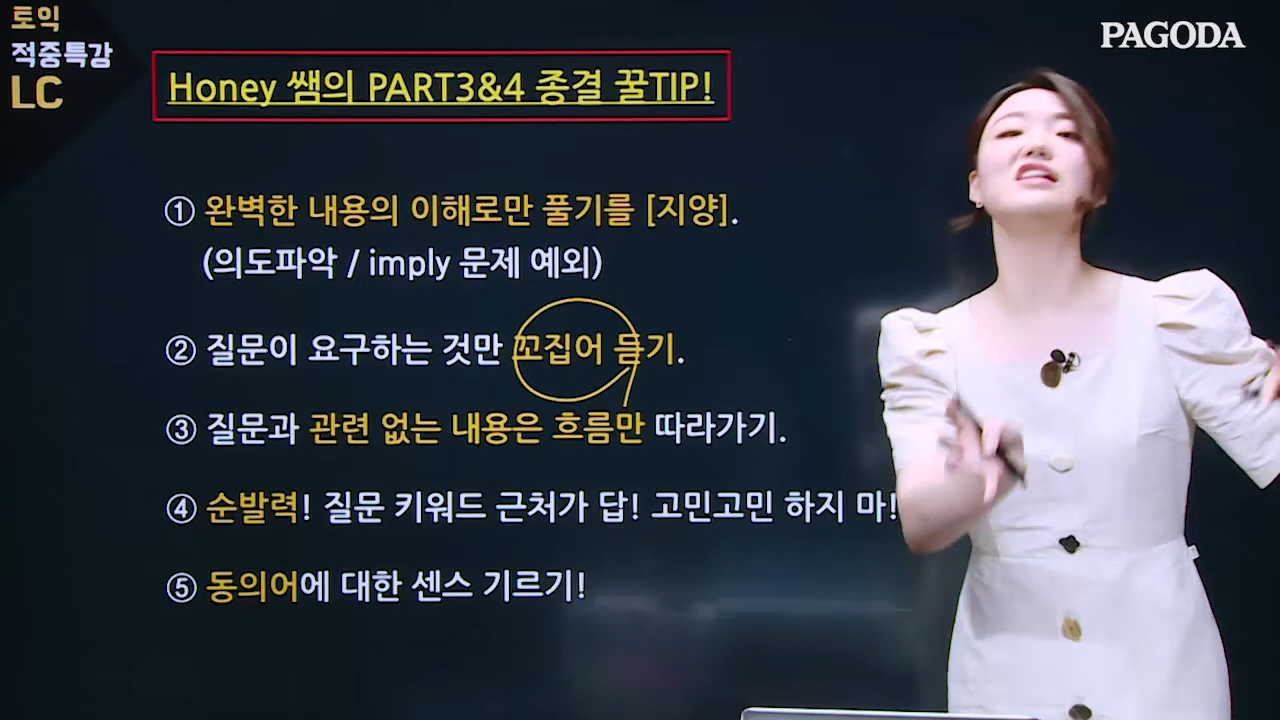 토익
적중특강
LC
PAGODA
Honey 쌤의 PART3&4 종결 꿀TIP!
① 완벽한 내용의 이해로만 풀기를 [지양].
(의도파악 / imply 문제 예외)
② 질문이 요구하는 것만 꼬집어 듣기.
③ 질문과 관련 없는 내용은 흐름만 따라가기.
④ 순발력! 질문 키워드 근처가 답! 고민고민 하지 마!
⑤ 동의어에 대한 센스 기르기!